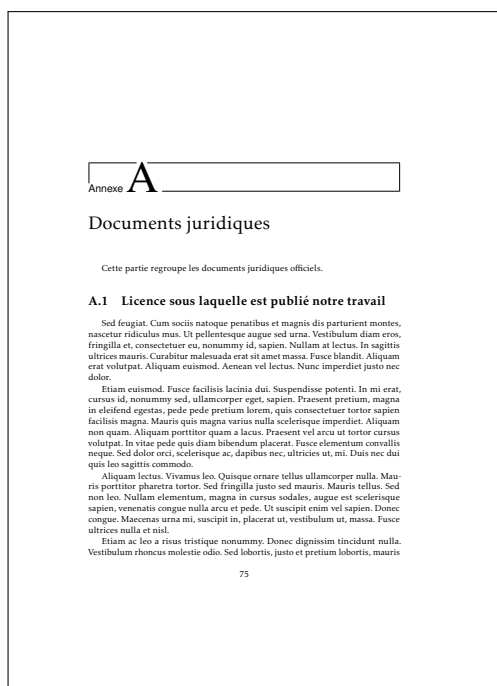 Annexe A
Documents juridiques
Cette partie regroupe les documents juridiques officiels.
A.1 Licence sous laquelle est publié notre travail
Sed feugiat. Cum sociis natoque penatibus et magnis dis parturient montes,
nascetur ridiculus mus. Ut pellentesque augue sed urna. Vestibulum diam eros,
fringilla et, consectetuer eu, nonummy id, sapien. Nullam at lectus. In sagittis
ultrices mauris. Curabitur malesuada erat sit amet massa. Fusce blandit. Aliquam
erat volutpat. Aliquam euismod. Aenean vel lectus. Nunc imperdiet justo nec
dolor.
Etiam euismod. Fusce facilisis lacinia dui. Suspendisse potenti. In mi erat,
cursus id, nonummy sed, ullamcorper eget, sapien. Praesent pretium, magna
in eleifend egestas, pede pede pretium lorem, quis consectetuer tortor sapien
facilisis magna. Mauris quis magna varius nulla scelerisque imperdiet. Aliquam
non quam. Aliquam porttitor quam a lacus. Praesent vel arcu ut tortor cursus
volutpat. In vitae pede quis diam bibendum placerat. Fusce elementum convallis
neque. Sed dolor orci, scelerisque ac, dapibus nec, ultricies ut, mi. Duis nec dui
quis leo sagittis commodo.
Aliquam lectus. Vivamus leo. Quisque ornare tellus ullamcorper nulla. Mau-
ris porttitor pharetra tortor. Sed fringilla justo sed mauris. Mauris tellus. Sed
non leo. Nullam elementum, magna in cursus sodales, augue est scelerisque
sapien, venenatis congue nulla arcu et pede. Ut suscipit enim vel sapien. Donec
congue. Maecenas urna mi, suscipit in, placerat ut, vestibulum ut, massa. Fusce
ultrices nulla et nisl.
Etiam ac leo a risus tristique nonummy. Donec dignissim tincidunt nulla.
Vestibulum rhoncus molestie odio. Sed lobortis, justo et pretium lobortis, mauris
75